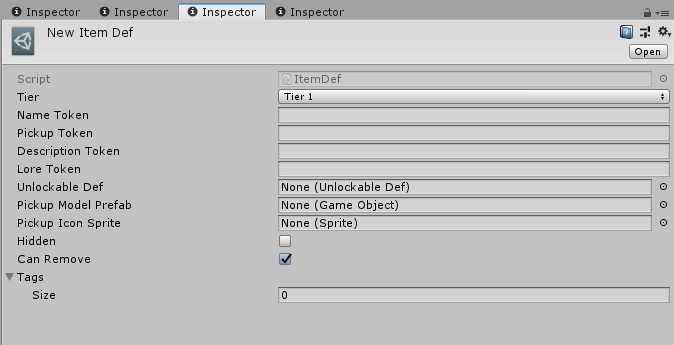 Inspector Inspector Inspector Inspector
New Item Def
Open
Script ItemDef
Tier Tier 1
Name Token
Pickup Token
Description Token
Lore Token
Unlockable Def None (Unlockable Def)
Pickup Model Prefab None (Game Object)
Pickup Icon Sprite None (Sprite)
Hidden
Can Remove
Tags
Size 0